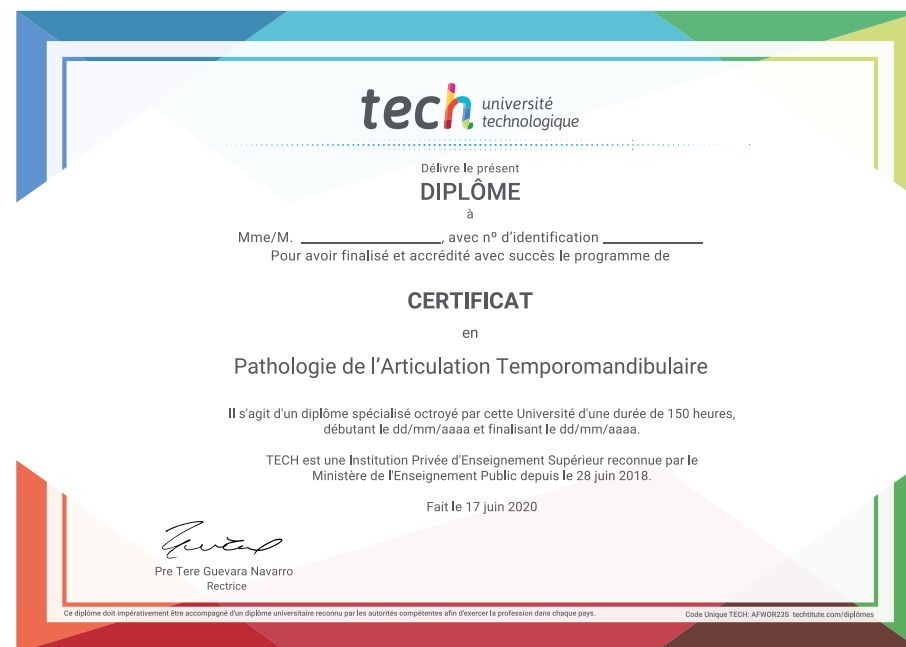 tech université
technologique
Délivre le présent
DIPLÔME
à
Mme/M. ____________________, avec nº d'identification ______________
Pour avoir finalisé et accrédité avec succès le programme de
CERTIFICAT
en
Pathologie de l'Articulation Temporomandibulaire
Il s'agit d'un diplôme spécialisé octroyé par cette Université d'une durée de 150 heures,
débutant le dd/mm/aaaa et finalisant le dd/mm/aaaa.
TECH est une Institution Privée d'Enseignement Supérieur reconnue par le
Ministère de l'Enseignement Public depuis le 28 juin 2018.
Fait le 17 juin 2020
Pre Tere Guevara Navarro
Rectrice
Ce diplôme doit impérativement être accompagné d'un diplôme universitaire reconnu par les autorités compétentes afin d'exercer la profession dans chaque pays.
Code Unique TECH: AFWOR23S techtitute.com/diplômes